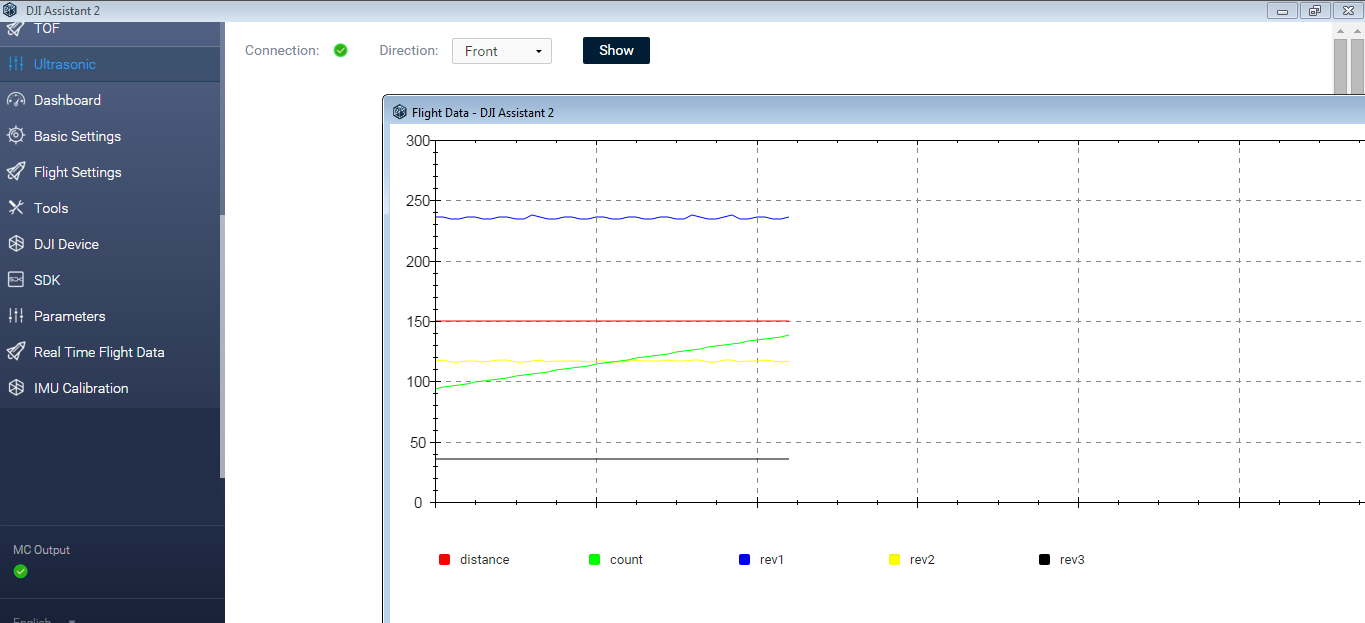 DJI Assistant 2
TOF
Ultrasonic
Dashboard
Basic Settings
Flight Settings
Tools
DJI Device
SDK
Parameters
Real Time Flight Data
IMU Calibration
MC Output
English
Connection: Direction: Front Show
Flight Data - DJI Assistant 2
300
250
200
150
100
50
0
distance count rev1 rev2 rev3